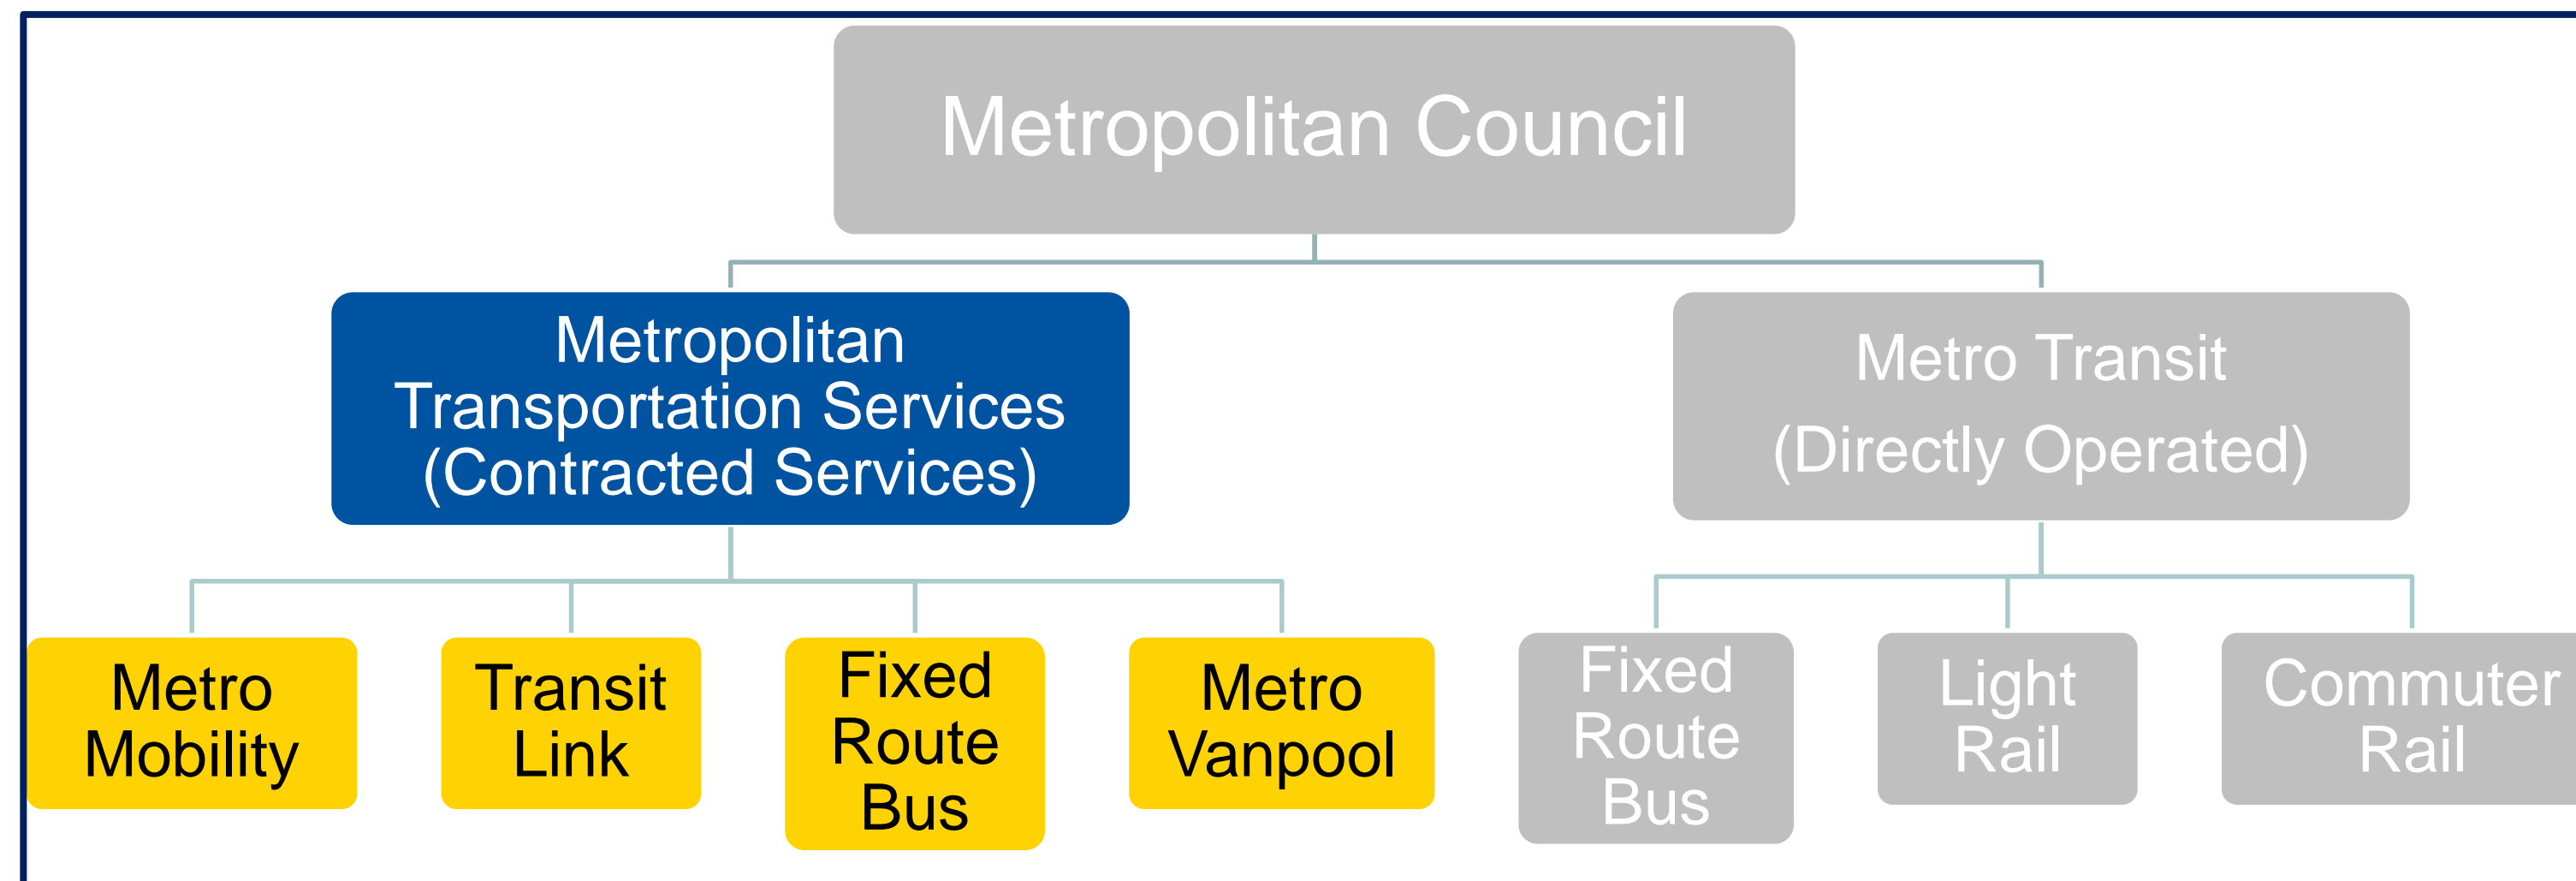 Metropolitan Council
Metropolitan
Transportation Services
(Contracted Services)
Metro Transit
(Directly Operated)
Metro
Mobility
Transit
Link
Fixed
Route
Bus
Metro
Vanpool
Fixed
Route
Bus
Light
Rail
Commuter
Rail